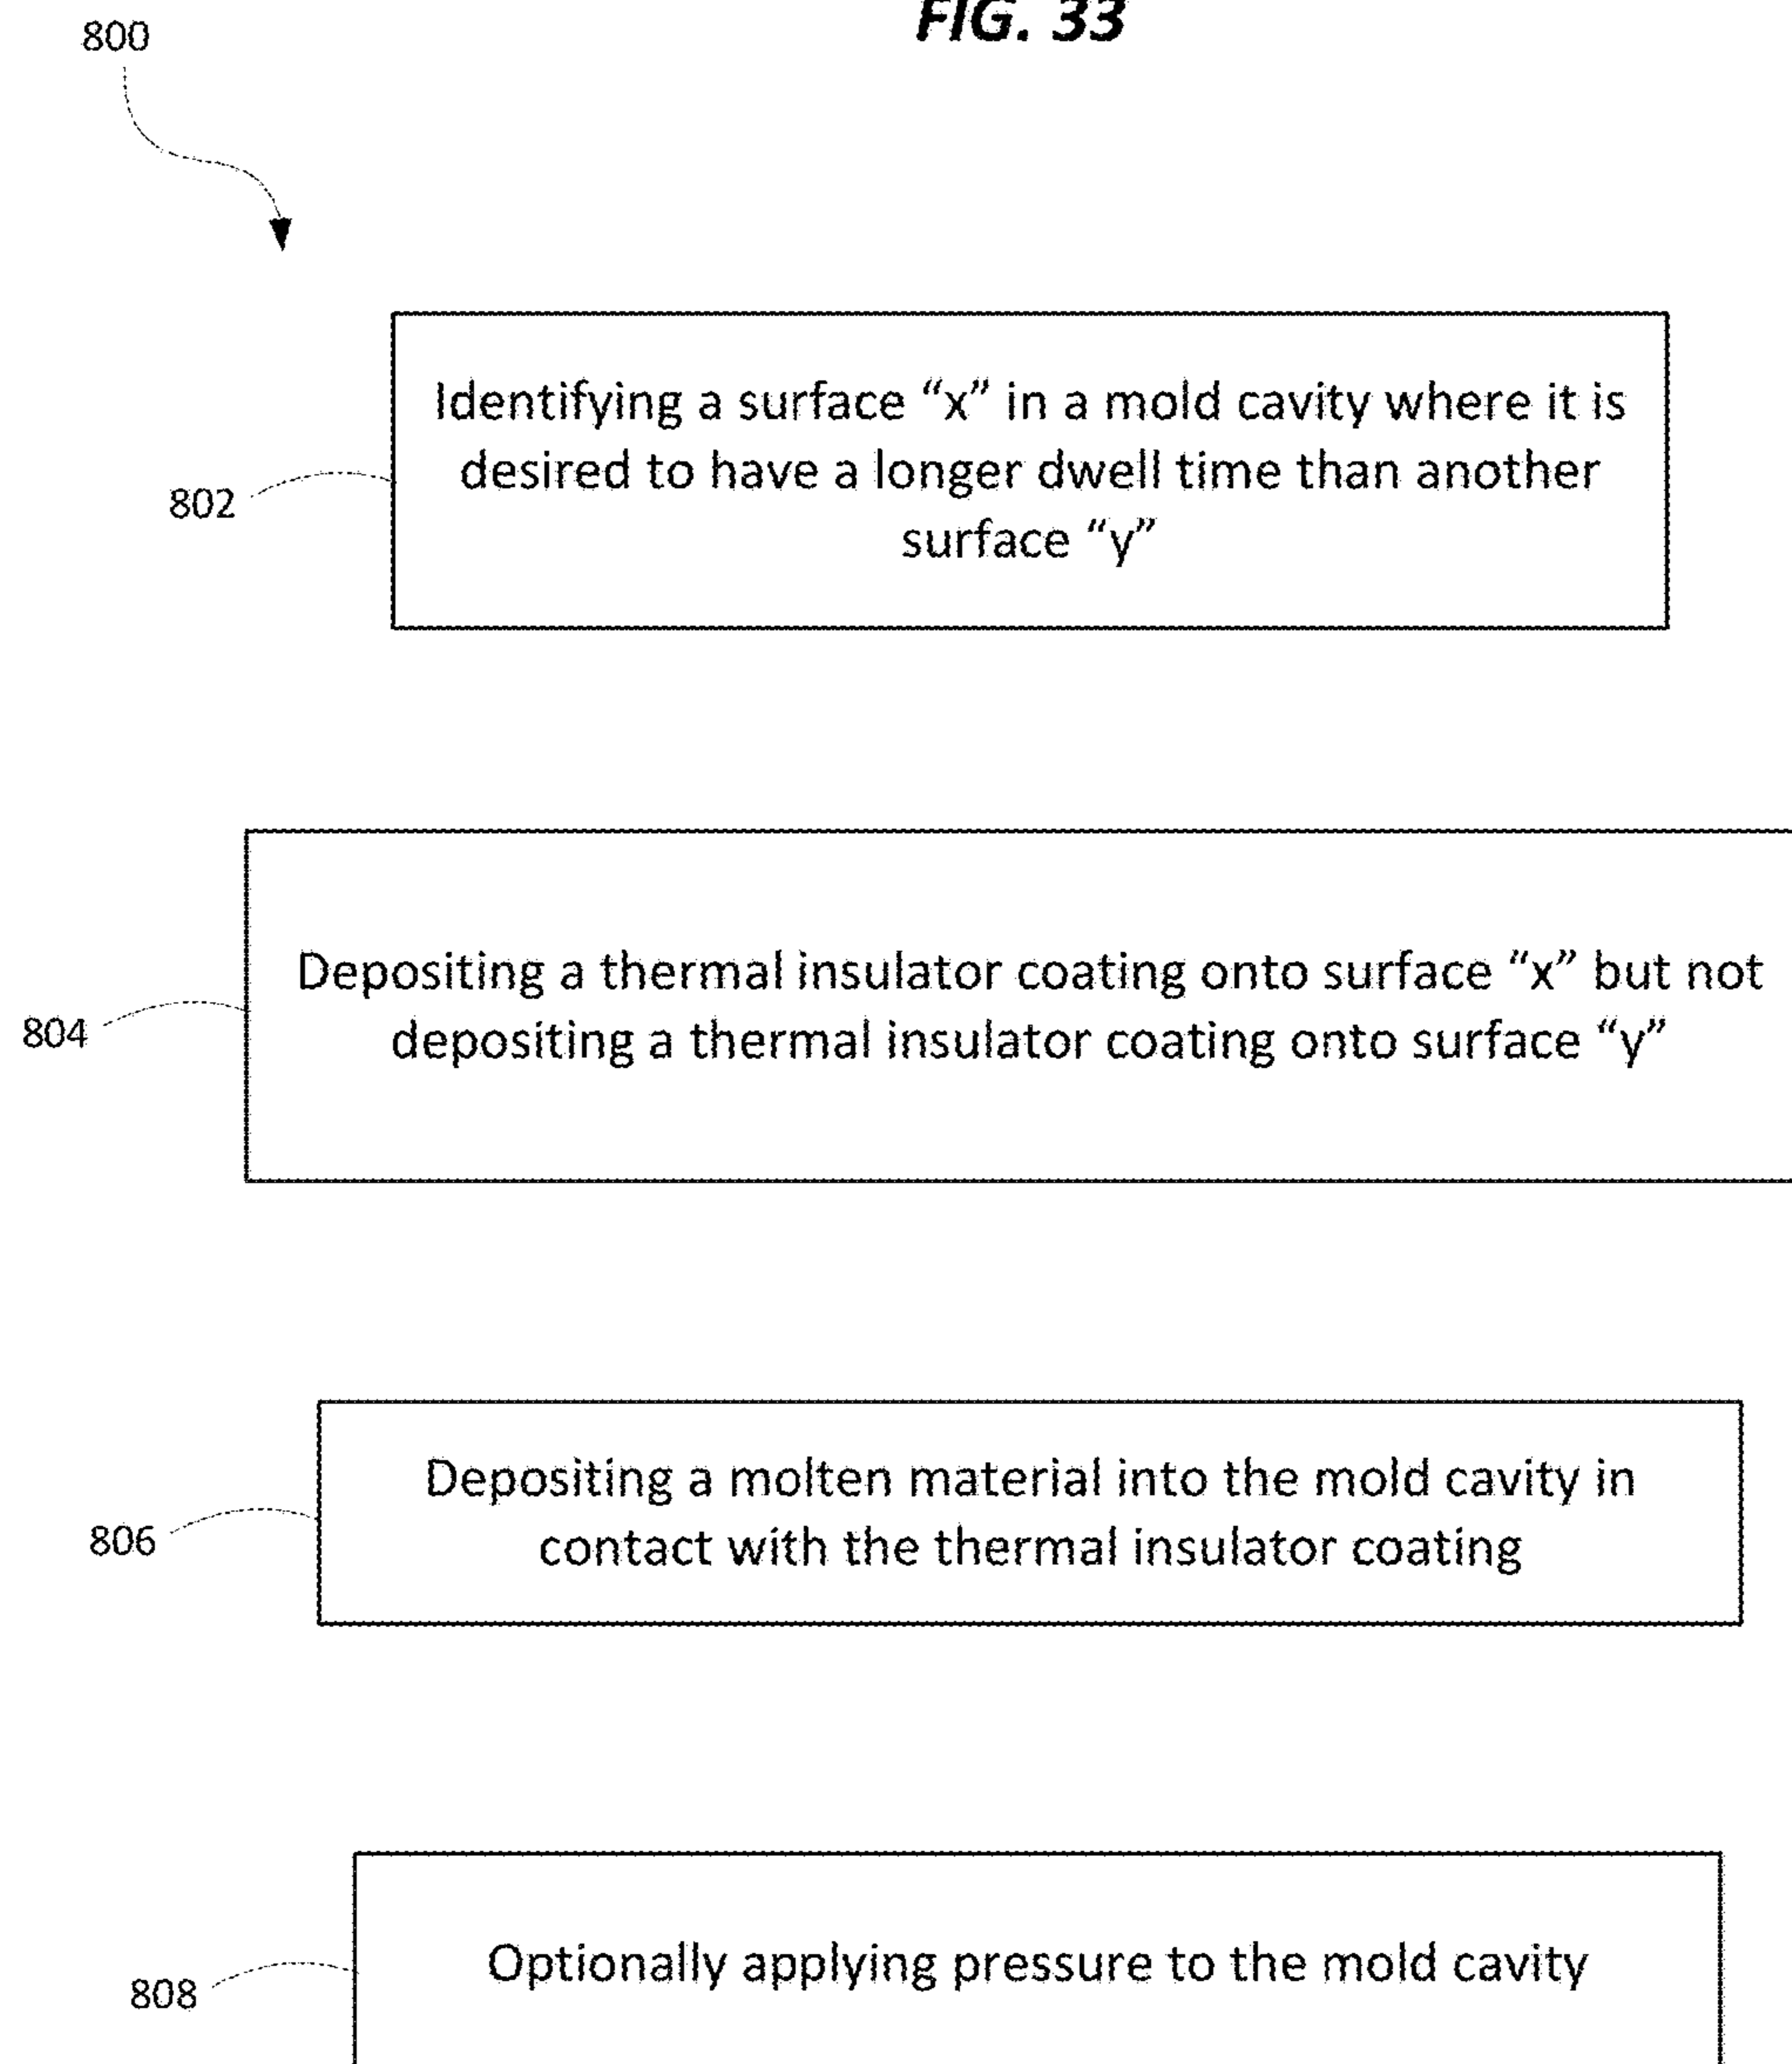 FIG. 33
800
Identifying a surface “x” in a mold cavity where it is
desired to have a longer dwell time than another
surface “y”
802
Depositing a thermal insulator coating onto surface “x” but not
depositing a thermal insulator coating onto surface “y”
804
Depositing a molten material into the mold cavity in
contact with the thermal insulator coating
806
Optionally applying pressure to the mold cavity
808